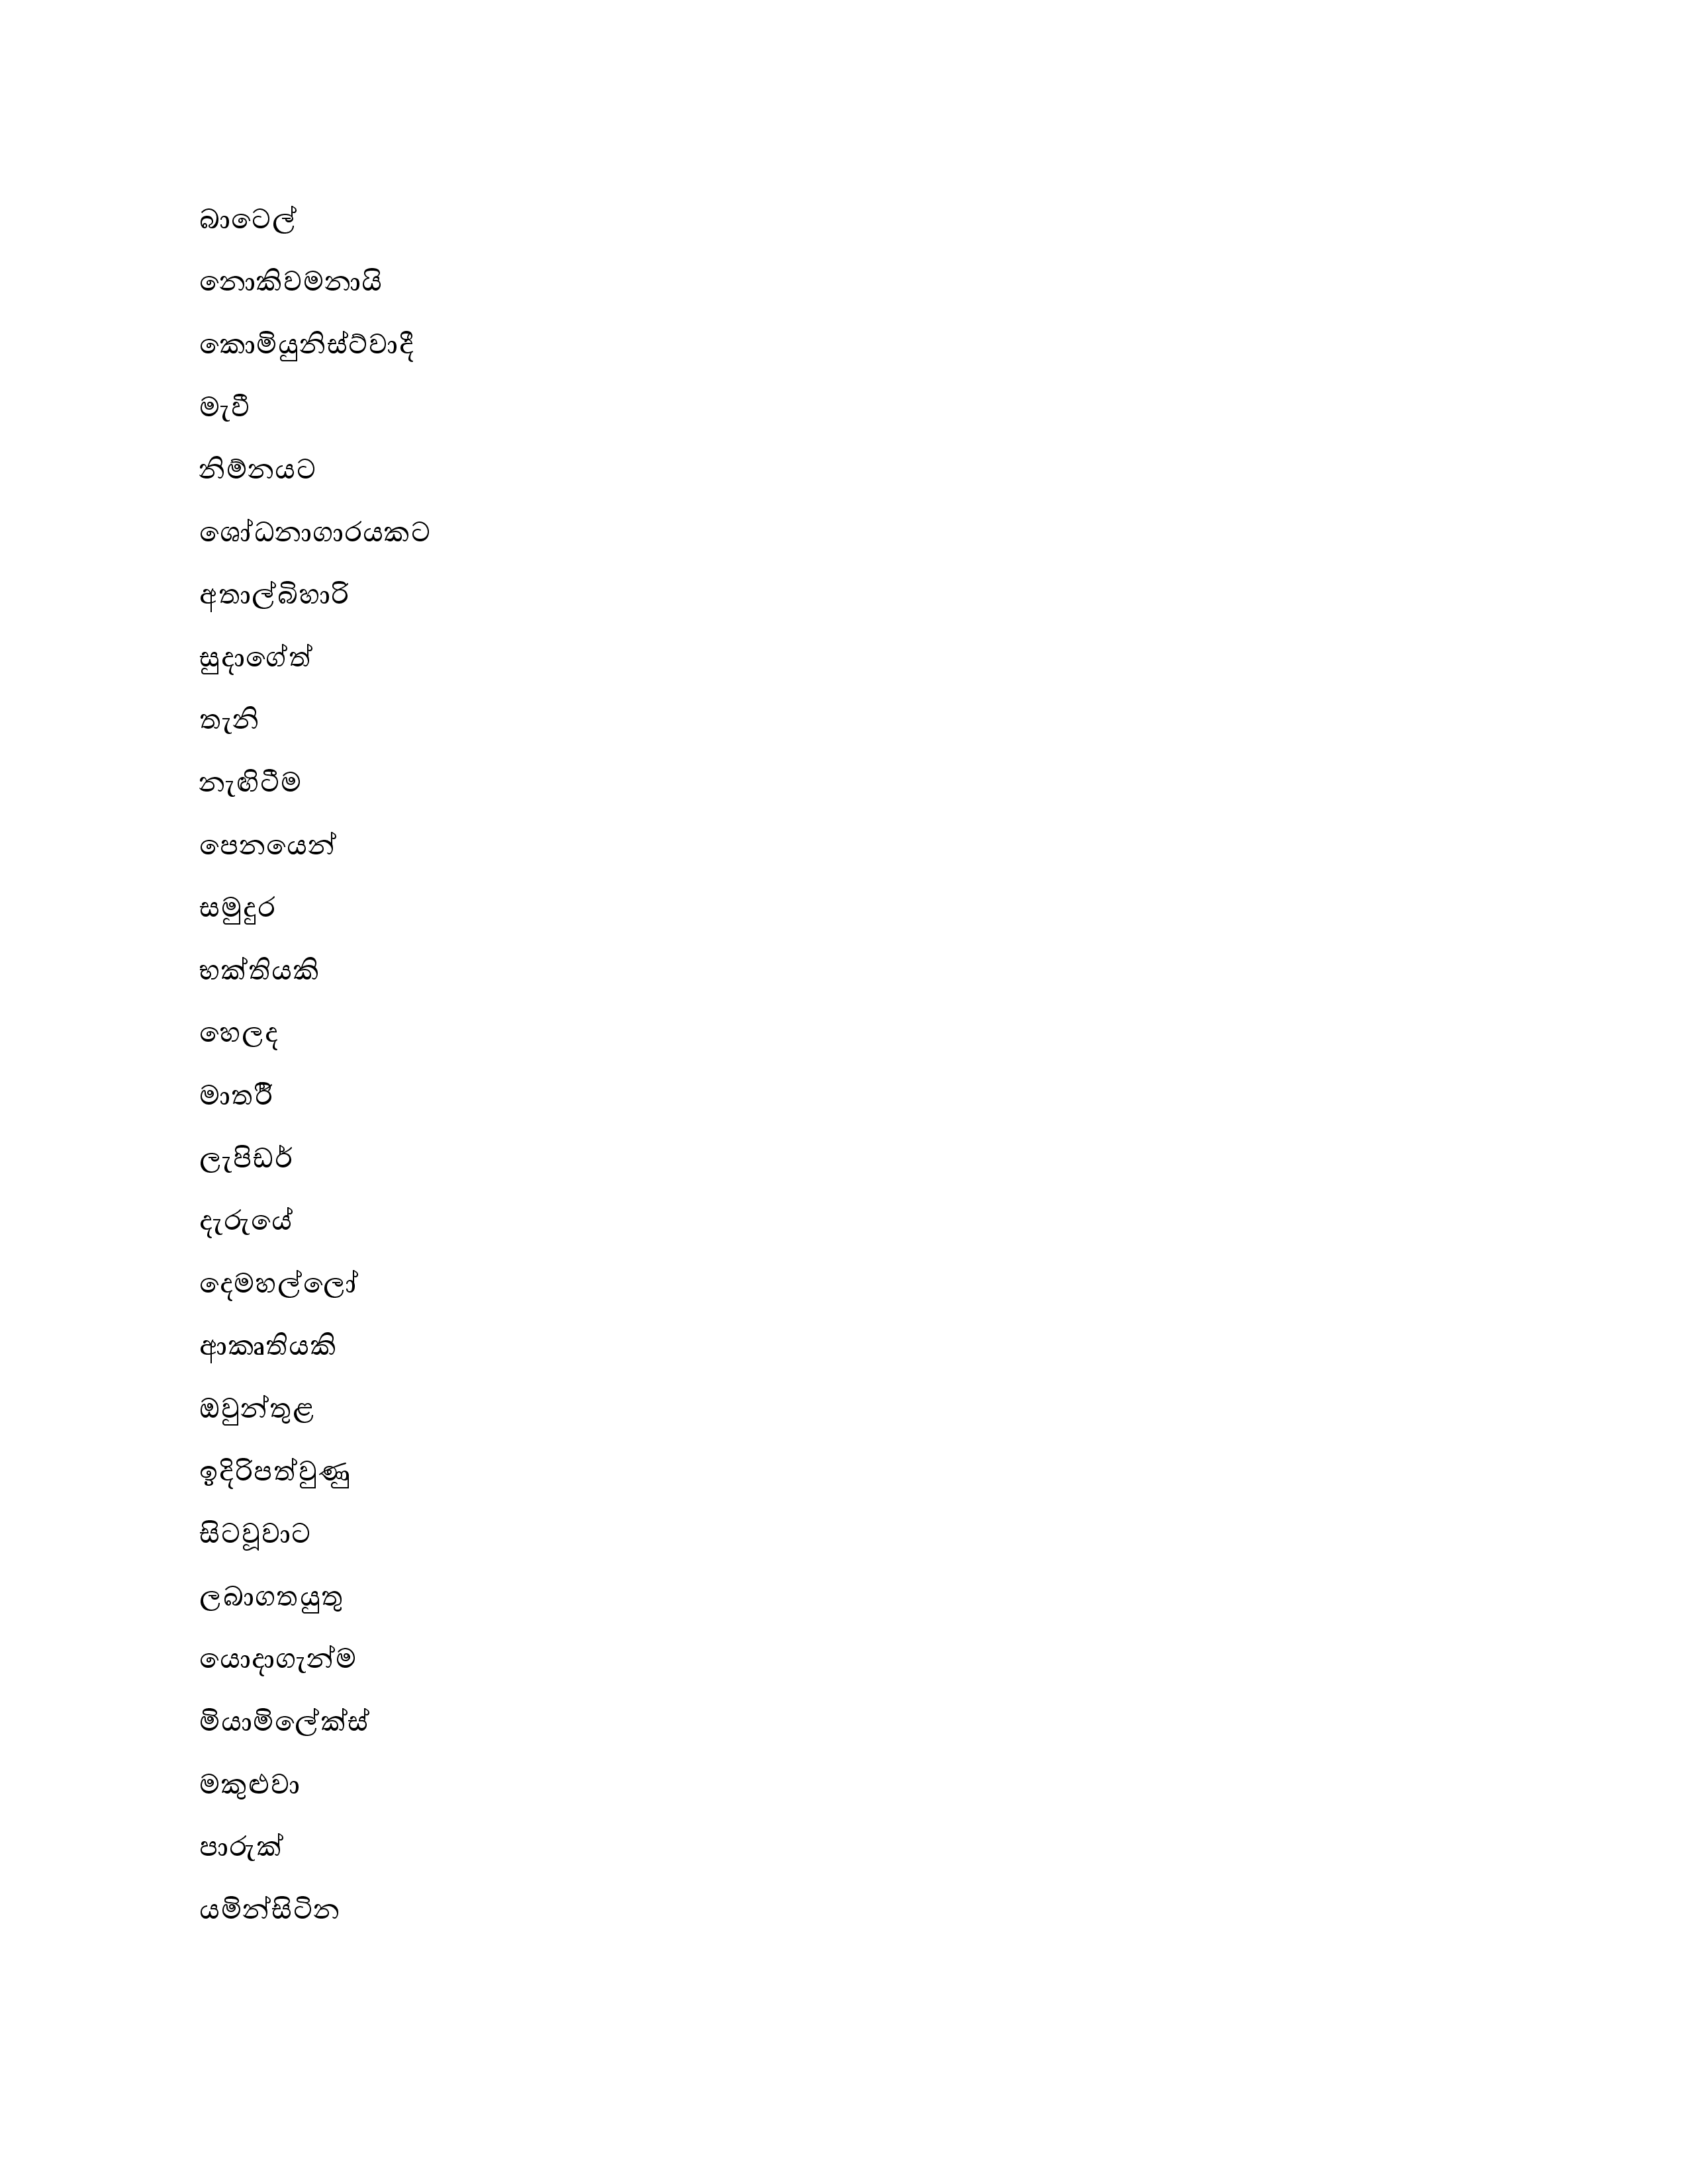 බාටෙල්
නොකිවමනායි
කොමියුනිස්ට්වාදී
මැවී
නිම්නයට
ශෝධනාගාරයකට
අතාල්බිහාරි
සුදාගේත්
තැනි
නැඟිටීම
පෙනයෙන්
සමුදුර
භක්තියකි
හෙලද
මාතර්‍රී
ලැපිඩර්
දැරුයේ
දෙමහල්ලෝ
ආකෘතියකි
ඔවුන්තුළ
ඉදිරිපත්වුණු
සිටවූවාට
ලබාගතයුතු
යොදාගැන්ම
මියාමිලේක්ස්
මකුළුවා
පාරුක්
යමින්සිටින